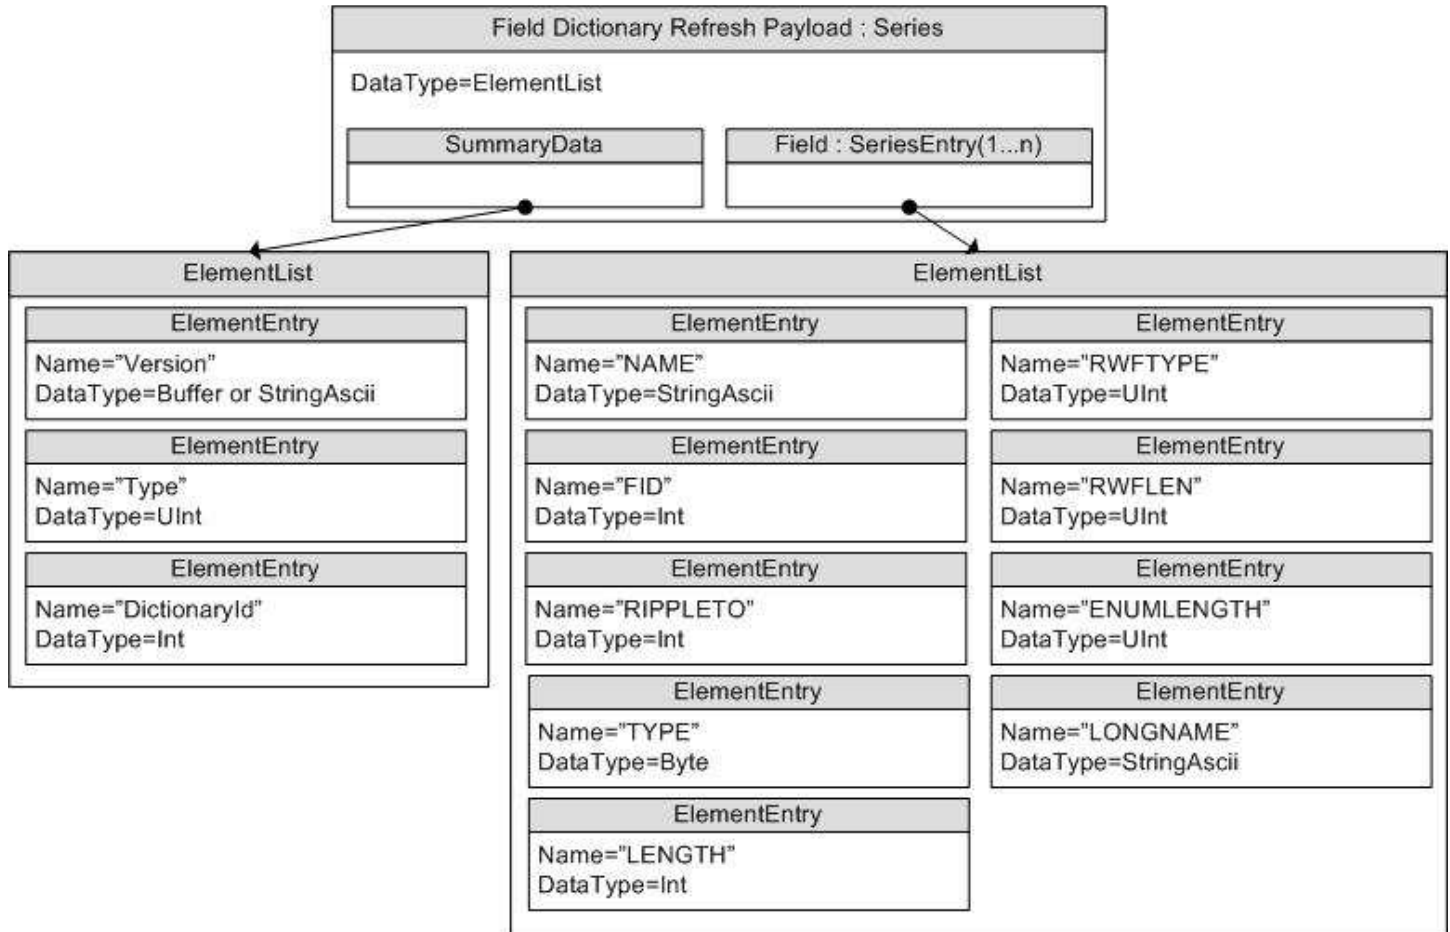 Field Dictionary Refresh Payload : Series
DataType=ElementList
SummaryData
Field : SeriesEntry(1...n)
ElementList
ElementEntry
Name=”Version”
DataType=Buffer or StringAscii
ElementEntry
Name=”Type”
DataType=UInt
ElementEntry
Name=”DictionaryId”
DataType=Int
ElementList
ElementEntry
Name=”NAME”
DataType=StringAscii
ElementEntry
Name=”FID”
DataType=Int
ElementEntry
Name=”RIPPLETO”
DataType=Int
ElementEntry
Name=”TYPE”
DataType=Byte
ElementEntry
Name=”LENGTH”
DataType=Int
ElementEntry
Name=”RWFTYPE”
DataType=UInt
ElementEntry
Name=”RWFLEN”
DataType=UInt
ElementEntry
Name=”ENUMLENGTH”
DataType=UInt
ElementEntry
Name=”LONGNAME”
DataType=StringAscii